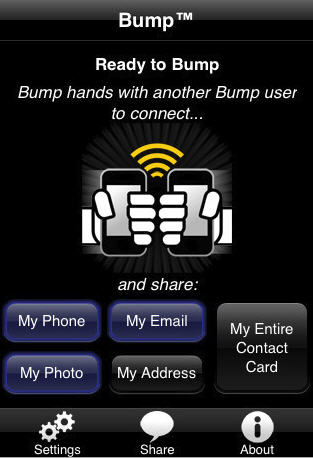 Bump™
Ready to Bump
Bump hands with another Bump user
to connect...
and share:
My Phone
My Email
My Entire
Contact
Card
My Photo
My Address
Settings
Share
About